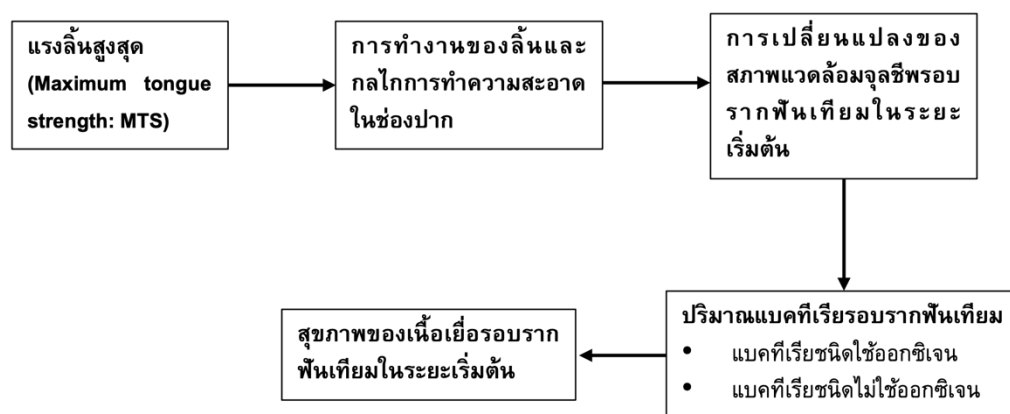 แรงลิ้นสูงสุด
(Maximum tongue
strength: MTS)
การทำงานของลิ้นและ
กลไกการทำความสะอาด
ในช่องปาก
การเปลี่ยนแปลงของ
สภาพแวดล้อมจุลชีพรอบ
รากฟันเทียมในระยะ
เริ่มต้น
ปริมาณแบคทีเรียรอบรากฟันเทียม
• แบคทีเรียชนิดใช้ออกซิเจน
• แบคทีเรียชนิดไม่ใช้ออกซิเจน
สุขภาพของเนื้อเยื่อรอบราก
ฟันเทียมในระยะเริ่มต้น